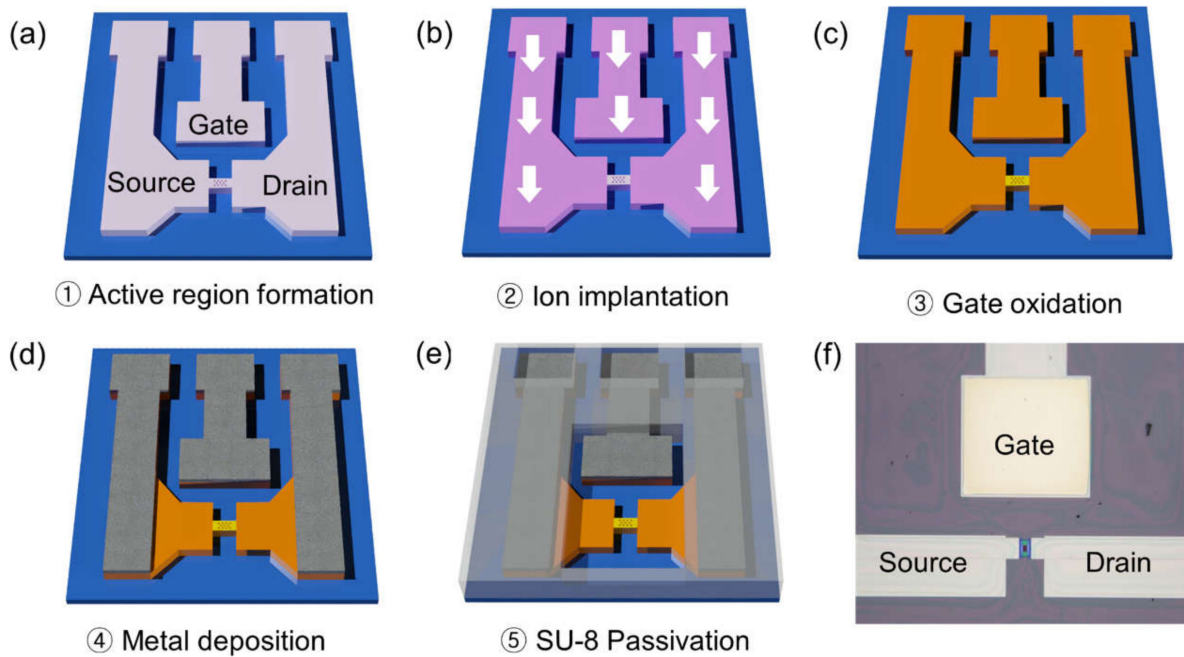 (a)
Gate
Source
Drain
① Active region formation
(b)
② Ion implantation
(c)
③ Gate oxidation
(d)
④ Metal deposition
(e)
⑤ SU-8 Passivation
(f)
Gate
Source
Drain